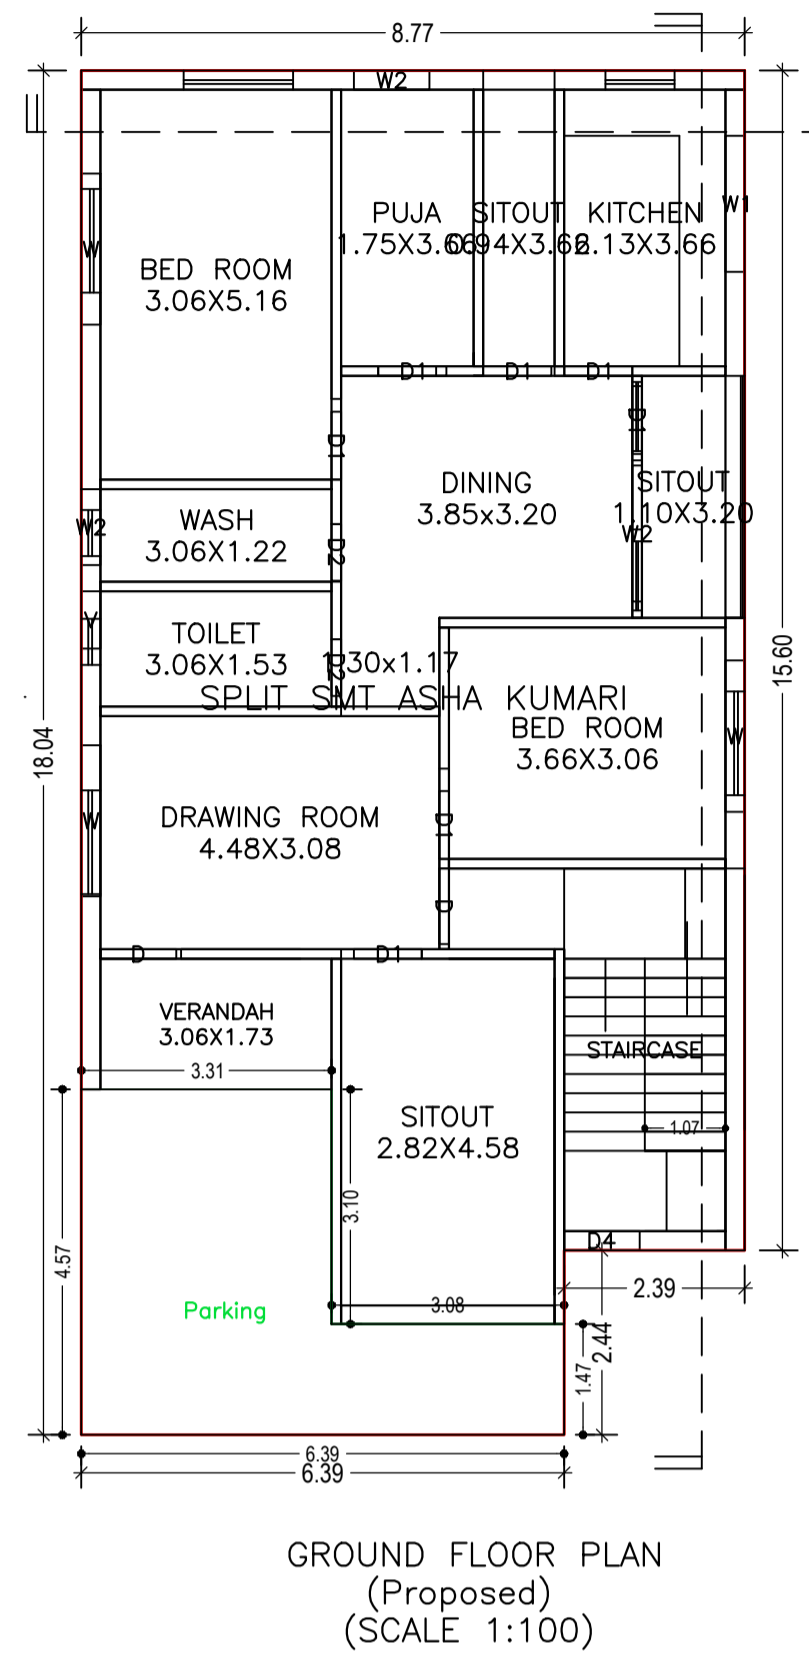 8.77
W2
W1
PUJA
1.75X3.66
SITOUT
0.94X3.66
KITCHEN
2.13X3.66
W
BED ROOM
3.06X5.16
D1
D1
D1
D1
D1
DINING
3.85x3.20
SITOUT
1.10X3.20
W2
W2
WASH
3.06X1.22
D2
V
TOILET
3.06X1.53
D2
1.30x1.17
SPLIT SMT ASHA KUMARI
15.60
18.04
BED ROOM
3.66X3.06
W
W
DRAWING ROOM
4.48X3.08
D1
D
D
D1
VERANDAH
3.06X1.73
STAIRCASE
3.31
SITOUT
2.82X4.58
1.07
3.10
4.57
D4
Parking
3.08
2.39
2.44
1.47
6.39
6.39
GROUND FLOOR PLAN
(Proposed)
(SCALE 1:100)